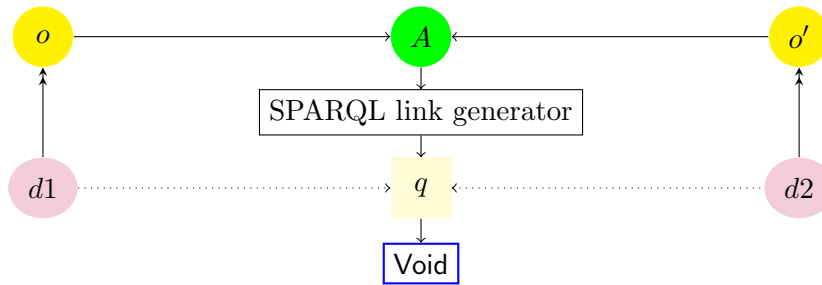 o A o′
SPARQL link generator
d1 q d2
Void